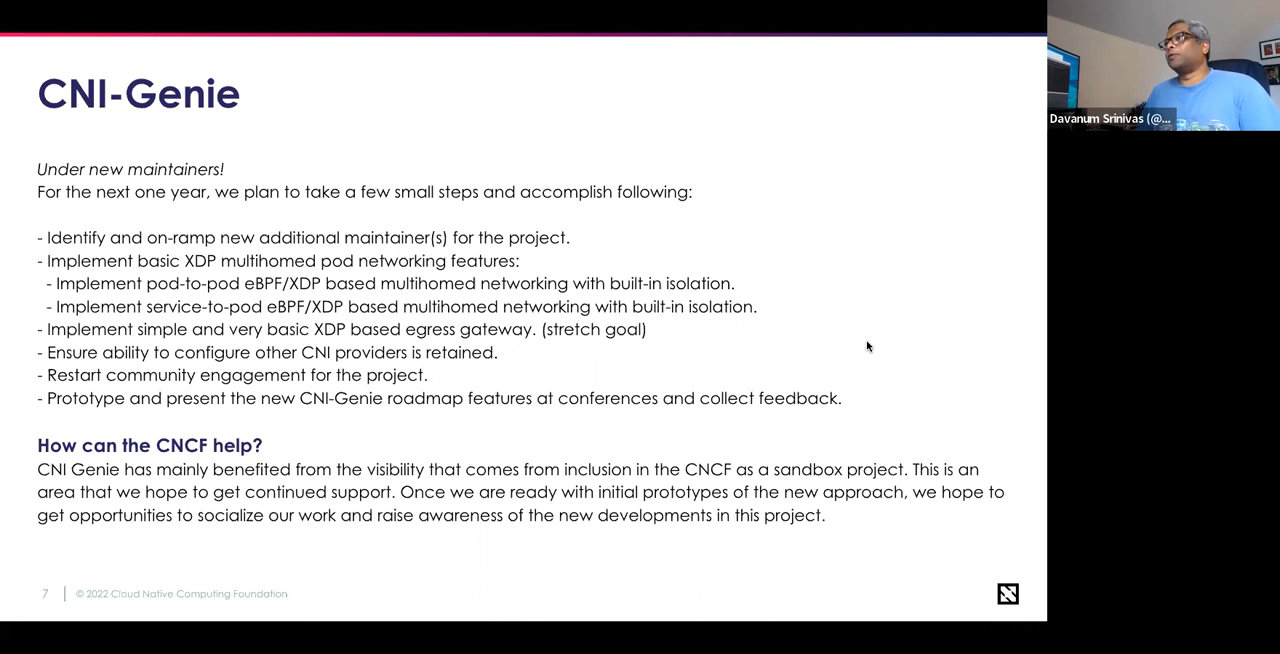 CNI-Genie
Under new maintainers!
For the next one year, we plan to take a few small steps and accomplish following:
- Identify and on-ramp new additional maintainer(s) for the project.
- Implement basic XDP multihomed pod networking features:
- Implement pod-to-pod eBPF/XDP based multihomed networking with built-in isolation.
- Implement service-to-pod eBPF/XDP based multihomed networking with built-in isolation.
- Implement simple and very basic XDP based egress gateway. (stretch goal)
- Ensure ability to configure other CNI providers is retained.
- Restart community engagement for the project.
- Prototype and present the new CNI-Genie roadmap features at conferences and collect feedback.
How can the CNCF help?
CNI Genie has mainly benefited from the visibility that comes from inclusion in the CNCF as a sandbox project. This is an
area that we hope to get continued support. Once we are ready with initial prototypes of the new approach, we hope to
get opportunities to socialize our work and raise awareness of the new developments in this project.
7 | © 2022 Cloud Native Computing Foundation
Davanum Srinivas (@...